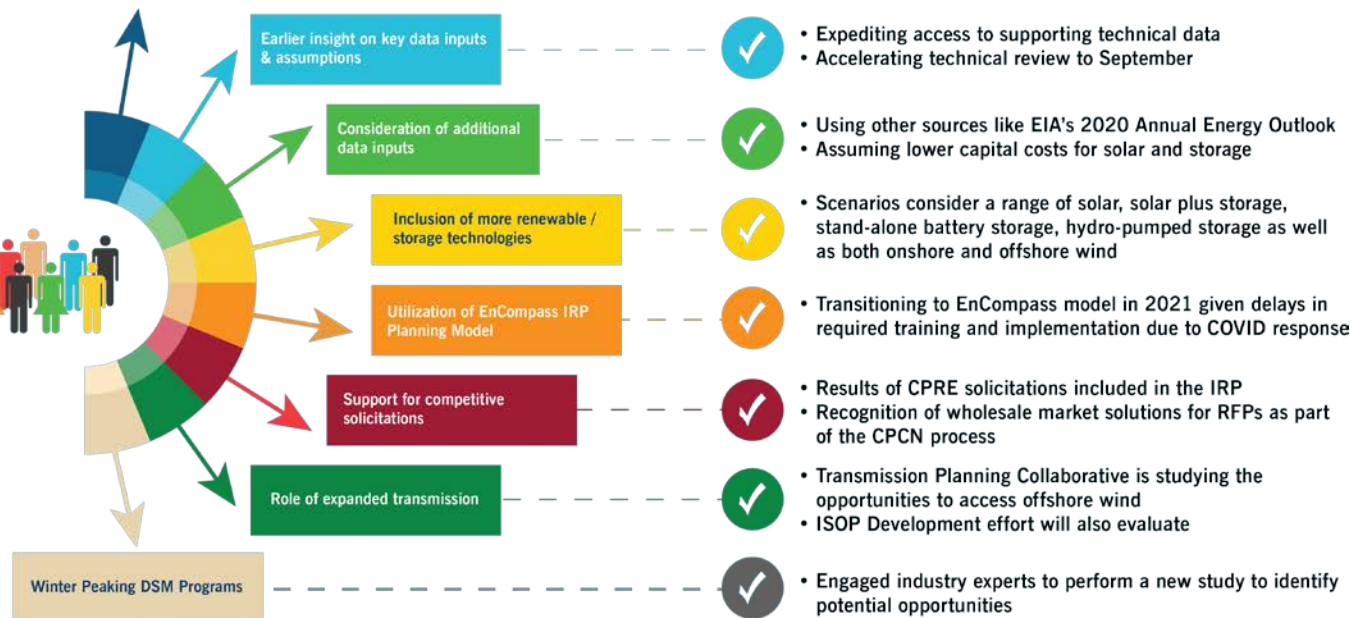 Earlier insight on key data inputs
& assumptions
• Expediting access to supporting technical data
• Accelerating technical review to September
Consideration of additional
data inputs
• Using other sources like EIA's 2020 Annual Energy Outlook
• Assuming lower capital costs for solar and storage
Inclusion of more renewable /
storage technologies
• Scenarios consider a range of solar, solar plus storage,
stand-alone battery storage, hydro-pumped storage as well
as both onshore and offshore wind
Utilization of EnCompass IRP
Planning Model
• Transitioning to EnCompass model in 2021 given delays in
required training and implementation due to COVID response
Support for competitive
solicitations
• Results of CPRE solicitations included in the IRP
• Recognition of wholesale market solutions for RFPs as part
of the CPCN process
Role of expanded transmission
• Transmission Planning Collaborative is studying the
opportunities to access offshore wind
• ISOP Development effort will also evaluate
Winter Peaking DSM Programs
• Engaged industry experts to perform a new study to identify
potential opportunities